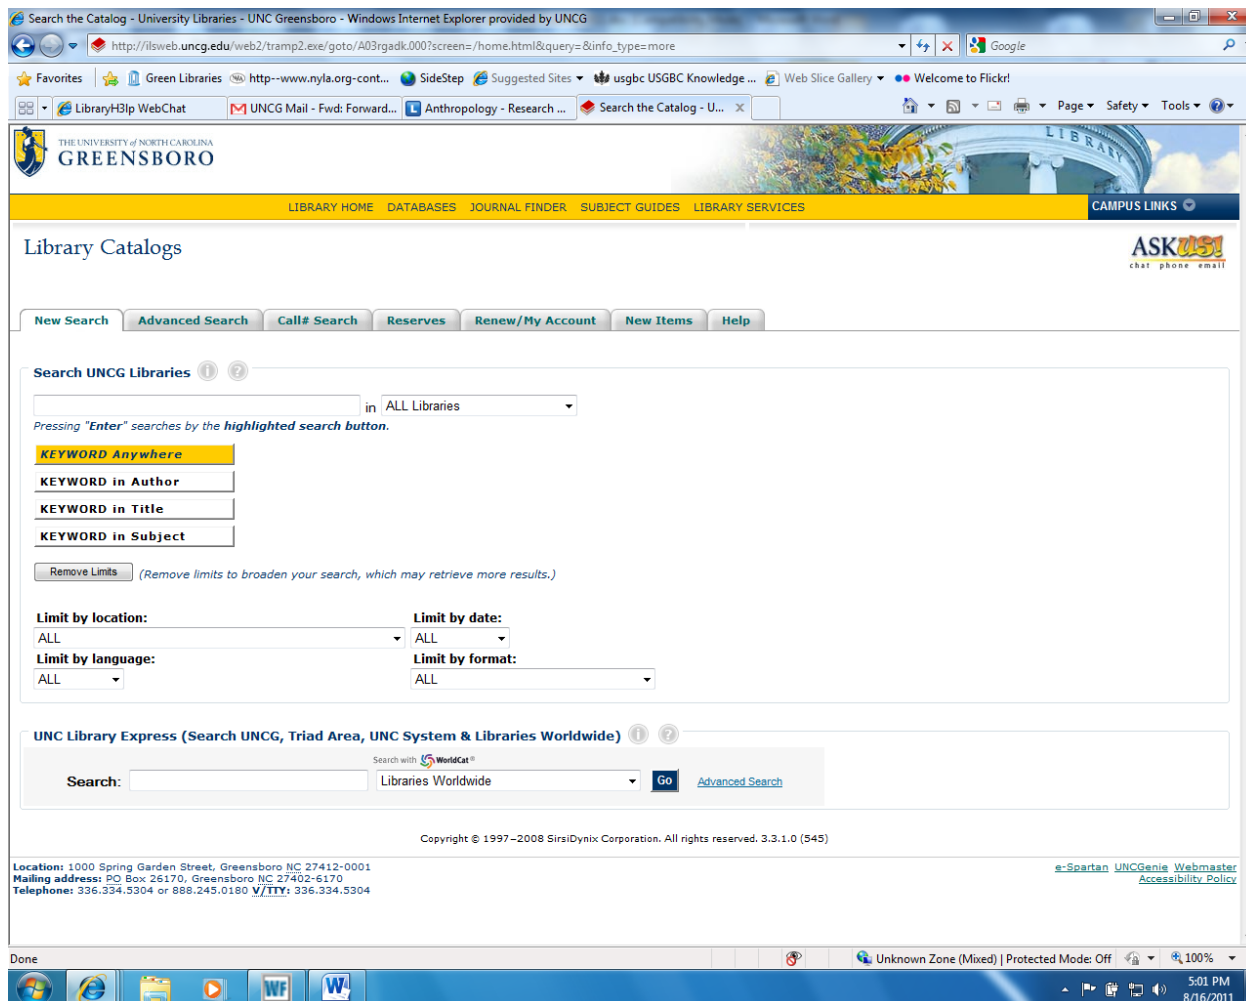 Search the Catalog - University Libraries - UNC Greensboro - Windows Internet Explorer provided by UNCG
http://ilsweb.uncg.edu/web2/tramp2.exe/goto/A03rgadk.000?screen=/home.html&query=&info_type=more
Google
Favorites Green Libraries http--www.nyla.org-cont... SideStep Suggested Sites usgbc USGBC Knowledge ... Web Slice Gallery Welcome to Flickr!
LibraryH3lp WebChat UNCG Mail - Fwd: Forward... Anthropology - Research ... Search the Catalog - U... X Page Safety Tools
THE UNIVERSITY of NORTH CAROLINA
GREENSBORO
LIBRARY
LIBRARY HOME DATABASES JOURNAL FINDER SUBJECT GUIDES LIBRARY SERVICES CAMPUS LINKS
Library Catalogs
ASKUS!
chat phone email
New Search Advanced Search Call# Search Reserves Renew/My Account New Items Help
Search UNCG Libraries i ?
in ALL Libraries
Pressing "Enter" searches by the highlighted search button.
KEYWORD Anywhere
KEYWORD in Author
KEYWORD in Title
KEYWORD in Subject
Remove Limits (Remove limits to broaden your search, which may retrieve more results.)
Limit by location: Limit by date:
ALL ALL
Limit by language: Limit by format:
ALL ALL
UNC Library Express (Search UNCG, Triad Area, UNC System & Libraries Worldwide) i ?
Search with WorldCat®
Search: Libraries Worldwide Go Advanced Search
Copyright © 1997–2008 SirsiDynix Corporation. All rights reserved. 3.3.1.0 (545)
Location: 1000 Spring Garden Street, Greensboro NC 27412-0001 e-Spartan UNCGenie Webmaster
Mailing address: PO Box 26170, Greensboro NC 27402-6170 Accessibility Policy
Telephone: 336.334.5304 or 888.245.0180 V/TTY: 336.334.5304
Done Unknown Zone (Mixed) | Protected Mode: Off 100%
WF W 5:01 PM
8/16/2011